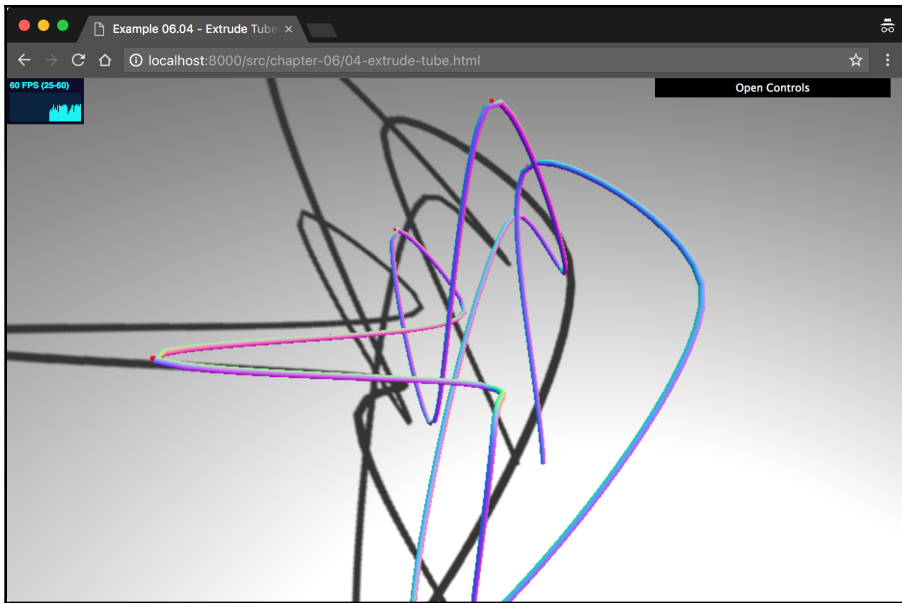 Example 06.04 - Extrude Tube
localhost:8000/src/chapter-06/04-extrude-tube.html
60 FPS (25-60)
Open Controls